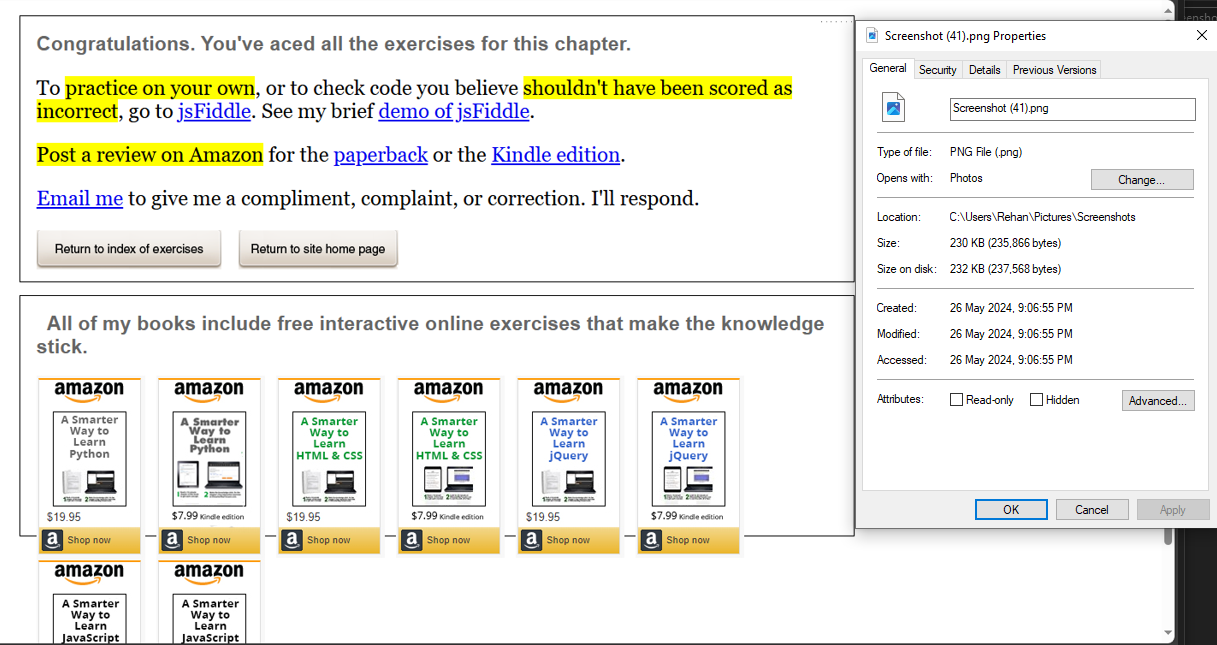 Congratulations. You've aced all the exercises for this chapter.
To practice on your own, or to check code you believe shouldn't have been scored as
incorrect, go to jsFiddle. See my brief demo of jsFiddle.
Post a review on Amazon for the paperback or the Kindle edition.
Email me to give me a compliment, complaint, or correction. I'll respond.
Return to index of exercises
Return to site home page
All of my books include free interactive online exercises that make the knowledge
stick.
amazon
A Smarter
Way to
Learn
Python
$19.95
Shop now
amazon
A Smarter
Way to
Learn
Python
$7.99 Kindle edition
Shop now
amazon
A Smarter
Way to
Learn
HTML & CSS
$19.95
Shop now
amazon
A Smarter
Way to
Learn
HTML & CSS
$7.99 Kindle edition
Shop now
amazon
A Smarter
Way to
Learn
jQuery
$19.95
Shop now
amazon
A Smarter
Way to
Learn
jQuery
$7.99 Kindle edition
Shop now
amazon
A Smarter
Way to
Learn
JavaScript
amazon
A Smarter
Way to
Learn
JavaScript
Screenshot (41).png Properties
General Security Details Previous Versions
Screenshot (41).png
Type of file: PNG File (.png)
Opens with: Photos Change...
Location: C:\Users\Rehan\Pictures\Screenshots
Size: 230 KB (235,866 bytes)
Size on disk: 232 KB (237,568 bytes)
Created: 26 May 2024, 9:06:55 PM
Modified: 26 May 2024, 9:06:55 PM
Accessed: 26 May 2024, 9:06:55 PM
Attributes: Read-only Hidden Advanced...
OK Cancel Apply